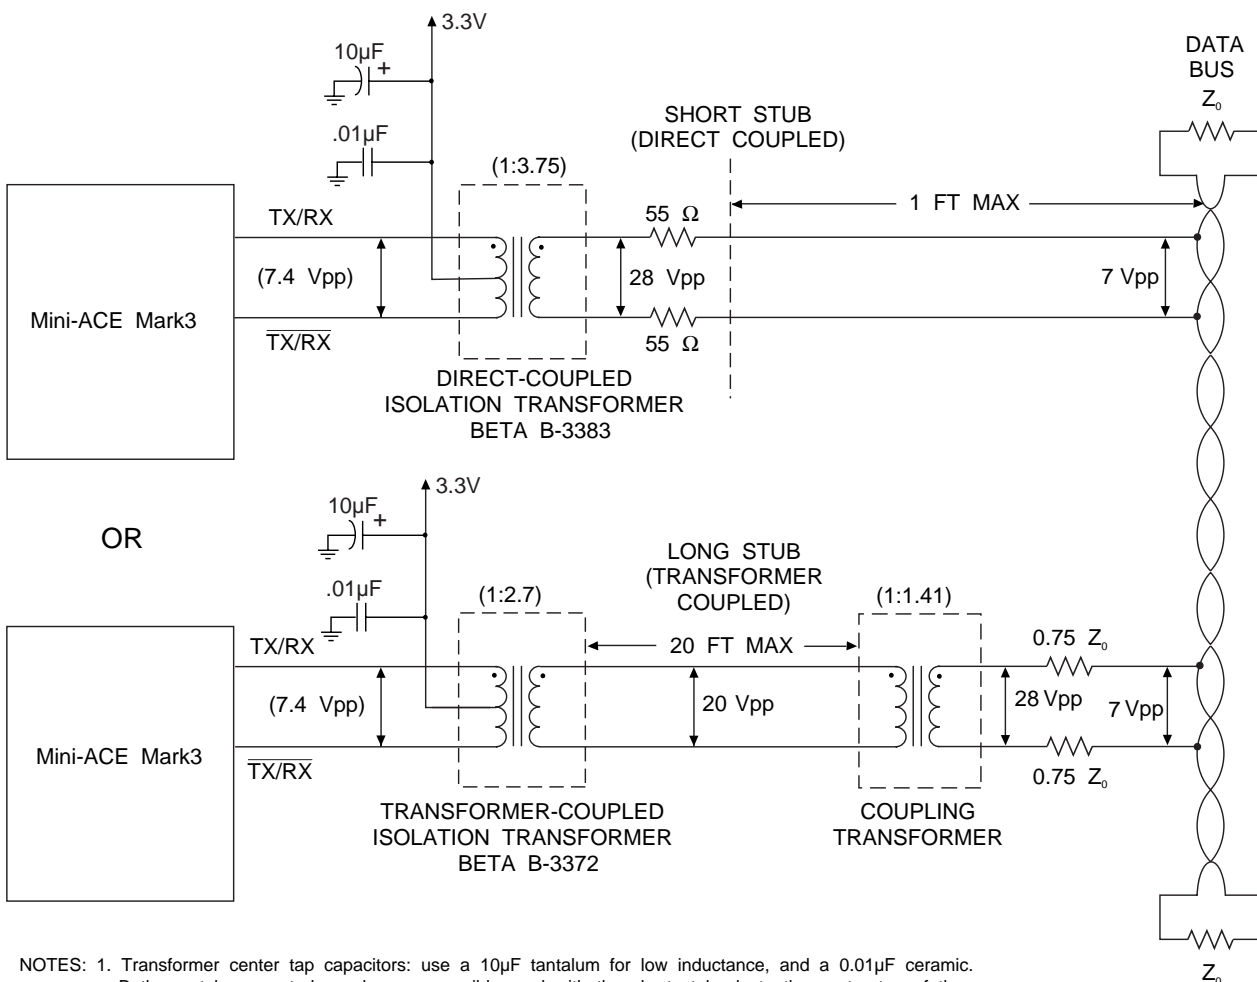 3.3V
10µF
+
.01µF
(1:3.75)
SHORT STUB
(DIRECT COUPLED)
DATA
BUS
Z₀
1 FT MAX
TX/RX
55 Ω
(7.4 Vpp)
28 Vpp
7 Vpp
Mini-ACE Mark3
TX/RX
55 Ω
DIRECT-COUPLED
ISOLATION TRANSFORMER
BETA B-3383
OR
3.3V
10µF
+
.01µF
(1:2.7)
LONG STUB
(TRANSFORMER
COUPLED)
(1:1.41)
20 FT MAX
0.75 Z₀
TX/RX
(7.4 Vpp)
20 Vpp
28 Vpp
7 Vpp
Mini-ACE Mark3
TX/RX
0.75 Z₀
TRANSFORMER-COUPLED
ISOLATION TRANSFORMER
BETA B-3372
COUPLING
TRANSFORMER
Z₀
NOTES: 1. Transformer center tap capacitors: use a 10µF tantalum for low inductance, and a 0.01µF ceramic.